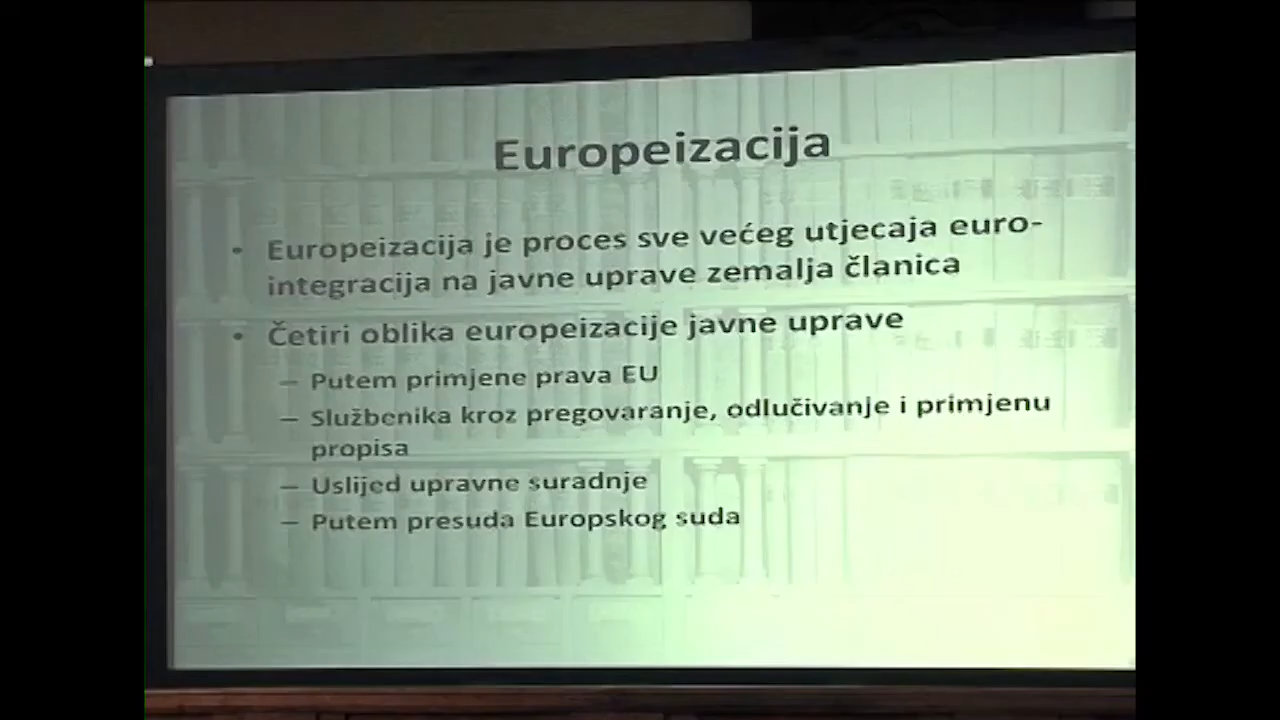 Europeizacija
• Europeizacija je proces sve većeg utjecaja euro-
integracija na javne uprave zemalja članica
• Četiri oblika europeizacije javne uprave
– Putem primjene prava EU
– Službenika kroz pregovaranje, odlučivanje i primjenu
propisa
– Uslijed upravne suradnje
– Putem presuda Europskog suda